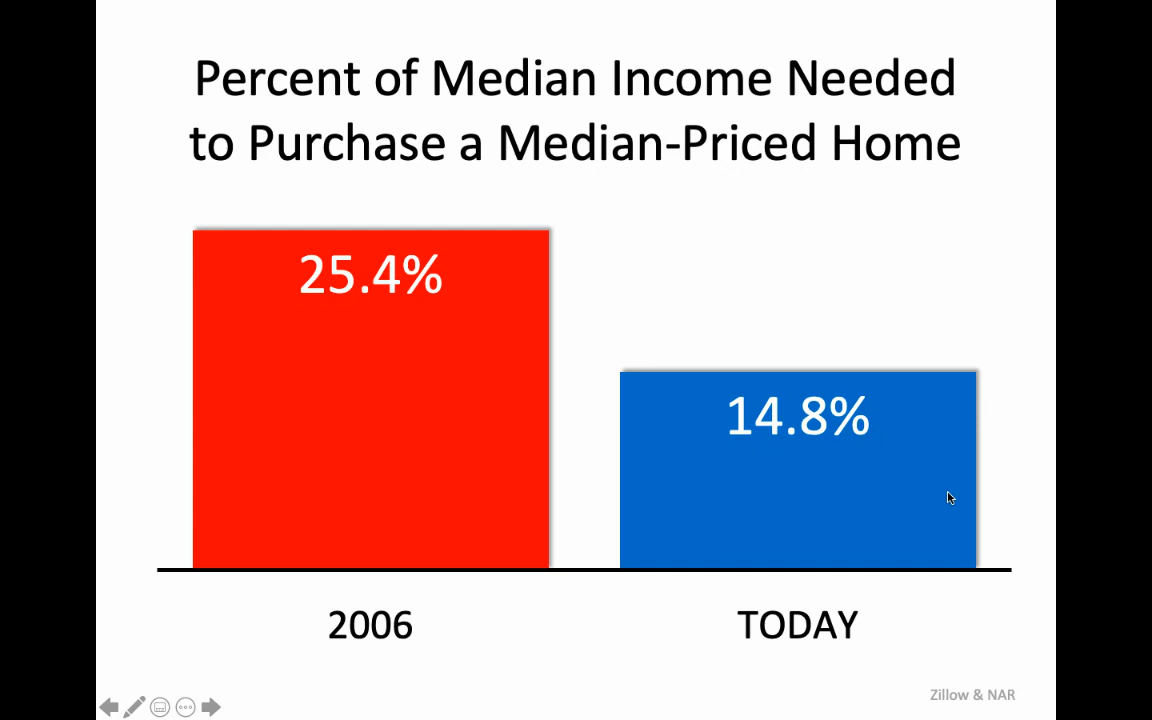 Percent of Median Income Needed
to Purchase a Median-Priced Home
25.4%
14.8%
2006
TODAY
Zillow & NAR